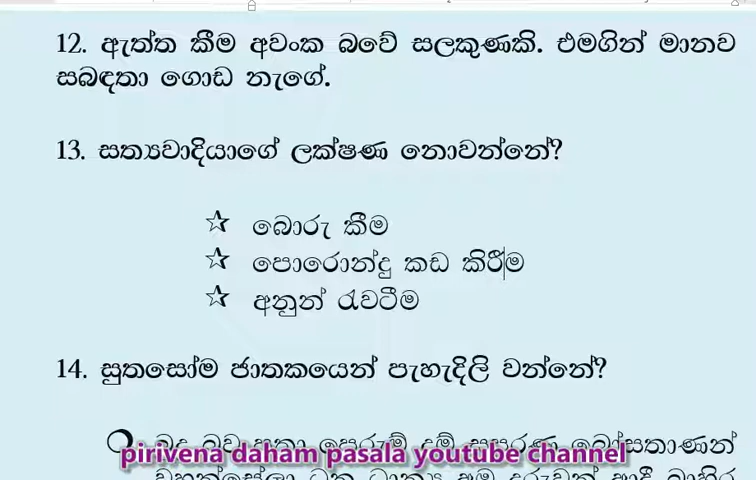 12. ඇත්ත කීම අවංක බවේ සලකුණකි. එමගින් මානව
සබඳතා ගොඩ නැගේ.
13. සත්‍යවාදියාගේ ලක්ෂණ නොවන්නේ?
☆ බොරු කීම
☆ පොරොන්දු කඩ කිරීම
☆ අනුන් රැවටීම
14. සුතසෝම ජාතකයෙන් පැහැදිලි වන්නේ?
pirivena daham pasala youtube channel